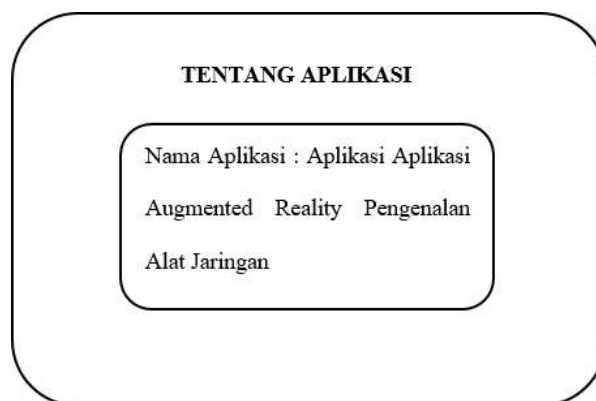 TENTANG APLIKASI
Nama Aplikasi : Aplikasi Aplikasi
Augmented Reality Pengenalan
Alat Jaringan